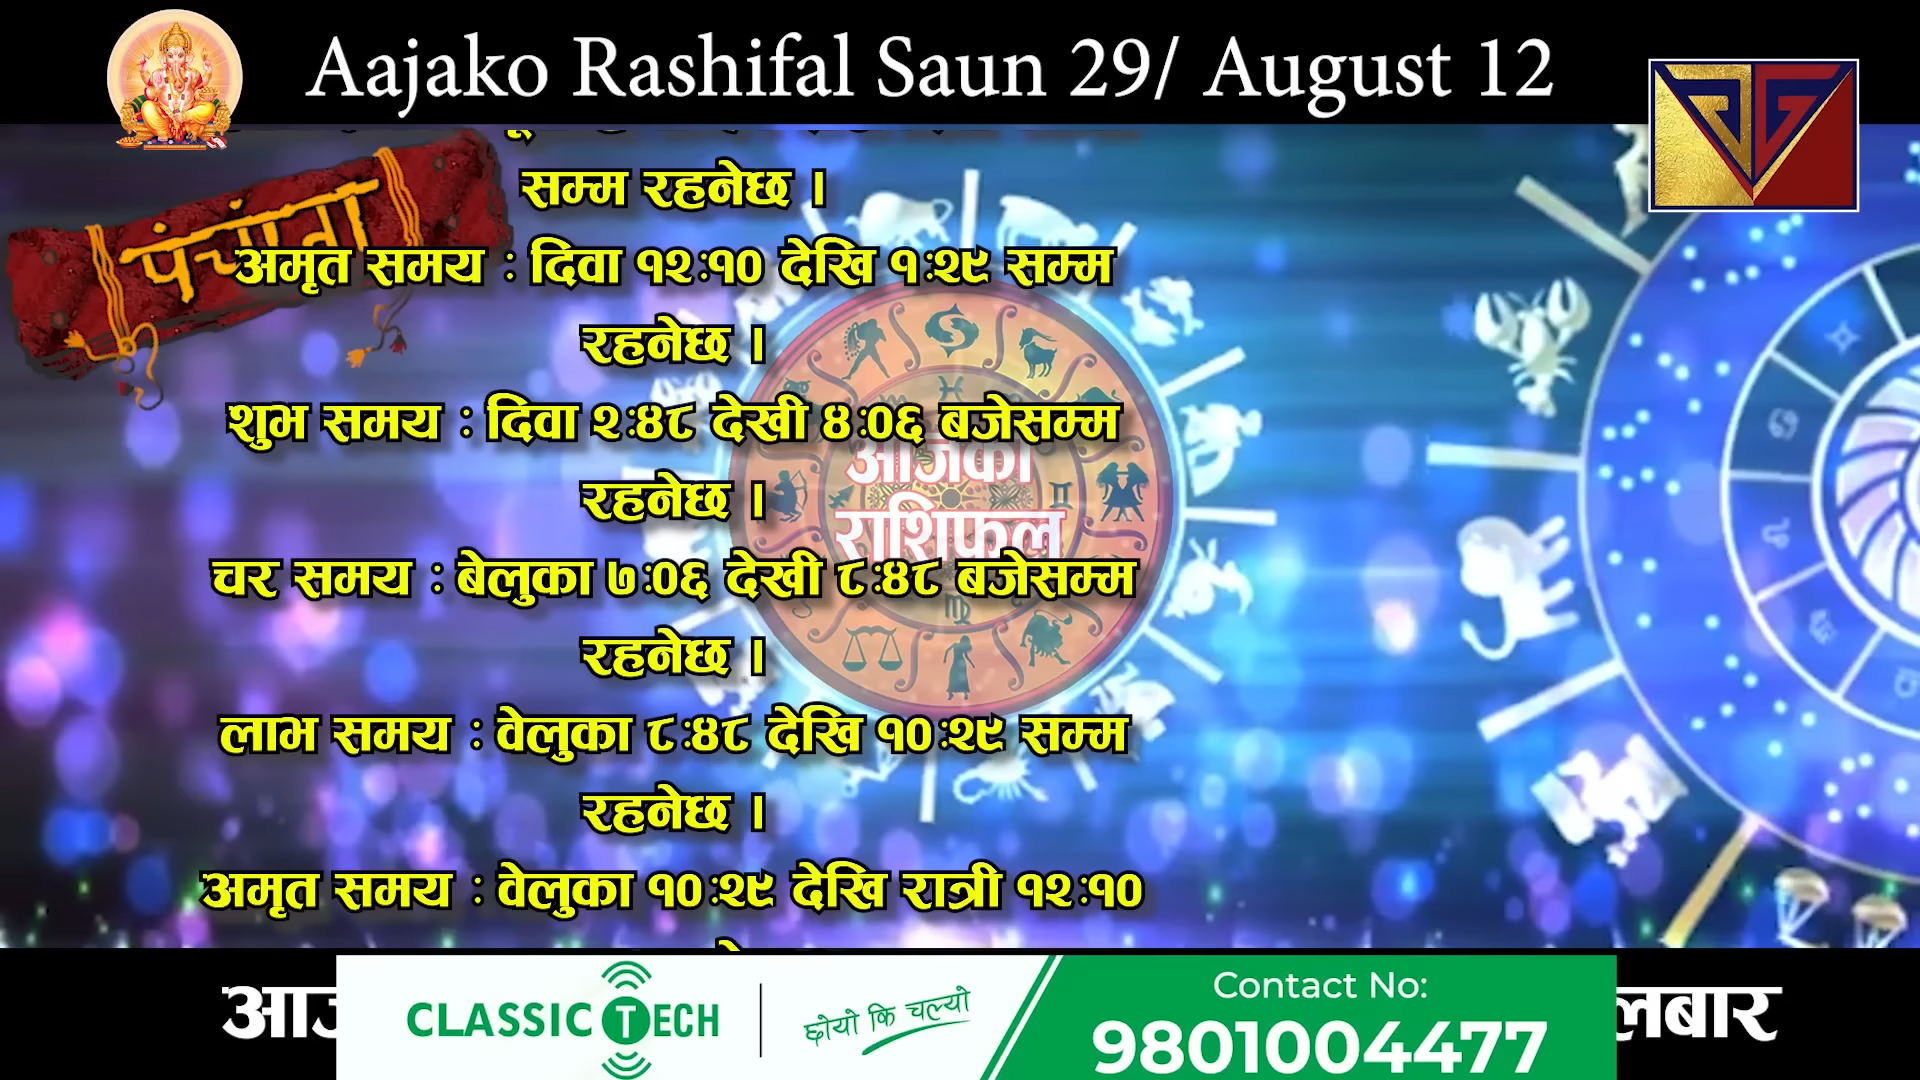 Aajako Rashifal Saun 29/ August 12
पंचांग
सम्म रहनेछ ।
अमृत समय : दिवा १२:१० देखि १:२९ सम्म
रहनेछ ।
शुभ समय : दिवा २:४८ देखी ४:०६ बजेसम्म
रहनेछ ।
आजको
राशिफल
चर समय : बेलुका ७:०६ देखी ८:४८ बजेसम्म
रहनेछ ।
लाभ समय : वेलुका ८:४८ देखि १०:२९ सम्म
रहनेछ ।
अमृत समय : वेलुका १०:२९ देखि रात्री १२:१०
CLASSIC TECH
छोयो कि चल्यो
Contact No:
9801004477